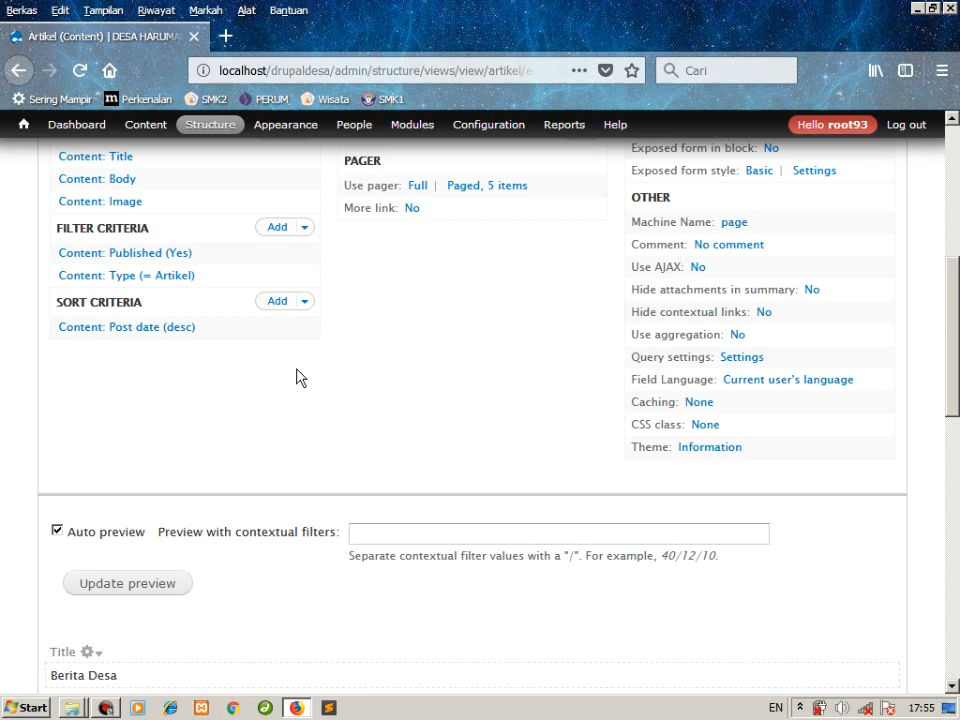 Berkas Edit Tampilan Riwayat Markah Alat Bantuan
Artikel (Content) | DESA HARUMA
localhost/drupaldesa/admin/structure/views/view/artikel/e
Cari
Sering Mampir Perkenalan SMK2 PERUM Wisata SMK1
Dashboard Content Structure Appearance People Modules Configuration Reports Help Hello root93 Log out
Content: Title
Content: Body
Content: Image
FILTER CRITERIA Add
Content: Published (Yes)
Content: Type (= Artikel)
SORT CRITERIA Add
Content: Post date (desc)
PAGER
Use pager: Full | Paged, 5 items
More link: No
Exposed form in block: No
Exposed form style: Basic | Settings
OTHER
Machine Name: page
Comment: No comment
Use AJAX: No
Hide attachments in summary: No
Hide contextual links: No
Use aggregation: No
Query settings: Settings
Field Language: Current user's language
Caching: None
CSS class: None
Theme: Information
Auto preview Preview with contextual filters:
Separate contextual filter values with a "/". For example, 40/12/10.
Update preview
Title
Berita Desa
Start EN 17:55